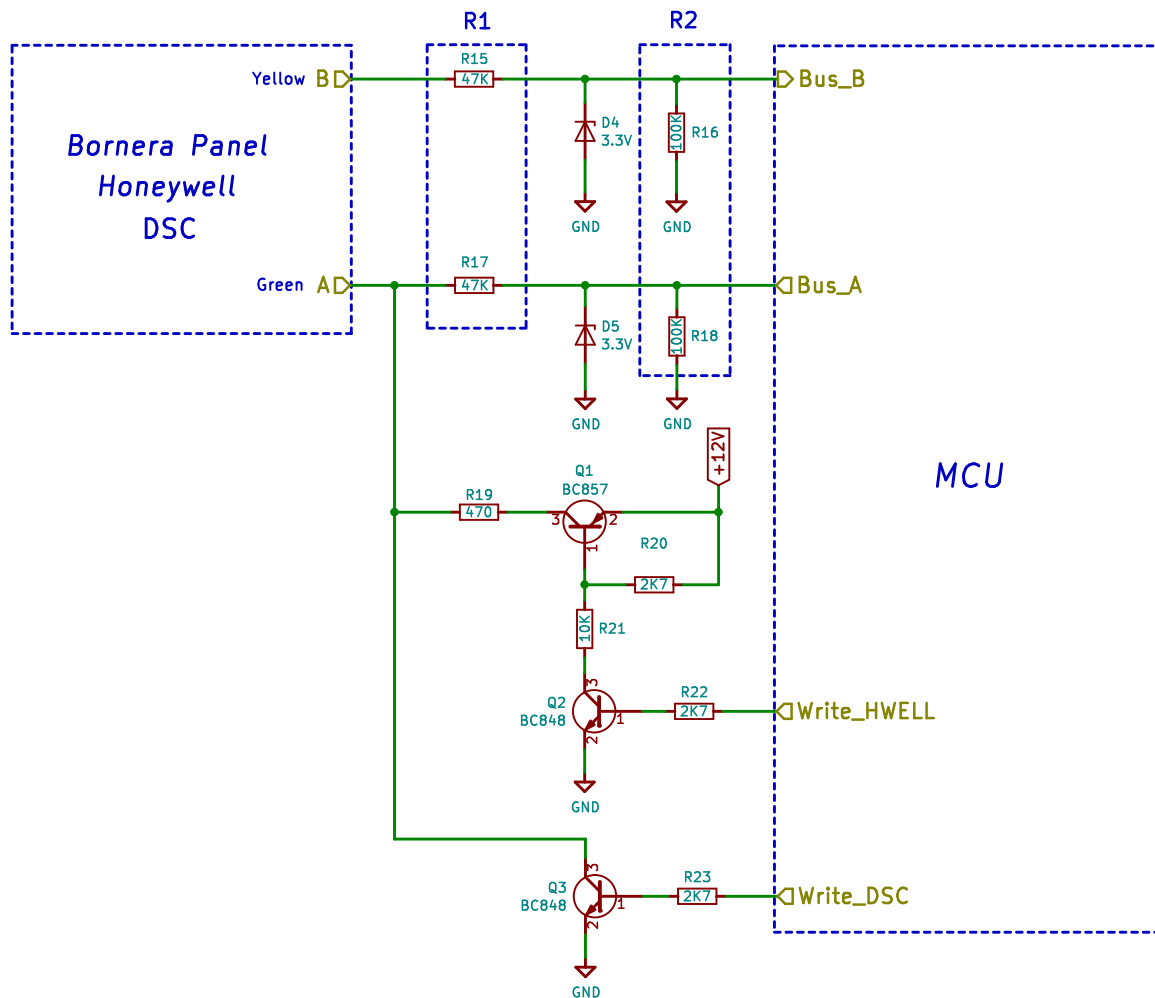 R1
R2
R15
47K
Yellow B
Bus_B
D4
3.3V
100K
R16
Bornera Panel
Honeywell
DSC
GND
GND
R17
47K
Green A
Bus_A
D5
3.3V
100K
R18
GND
GND
+12V
Q1
BC857
R19
470
3
2
1
R20
2K7
MCU
10K
R21
3
Q2
BC848
1
2
R22
2K7
Write_HWELL
GND
3
Q3
BC848
1
2
R23
2K7
Write_DSC
GND